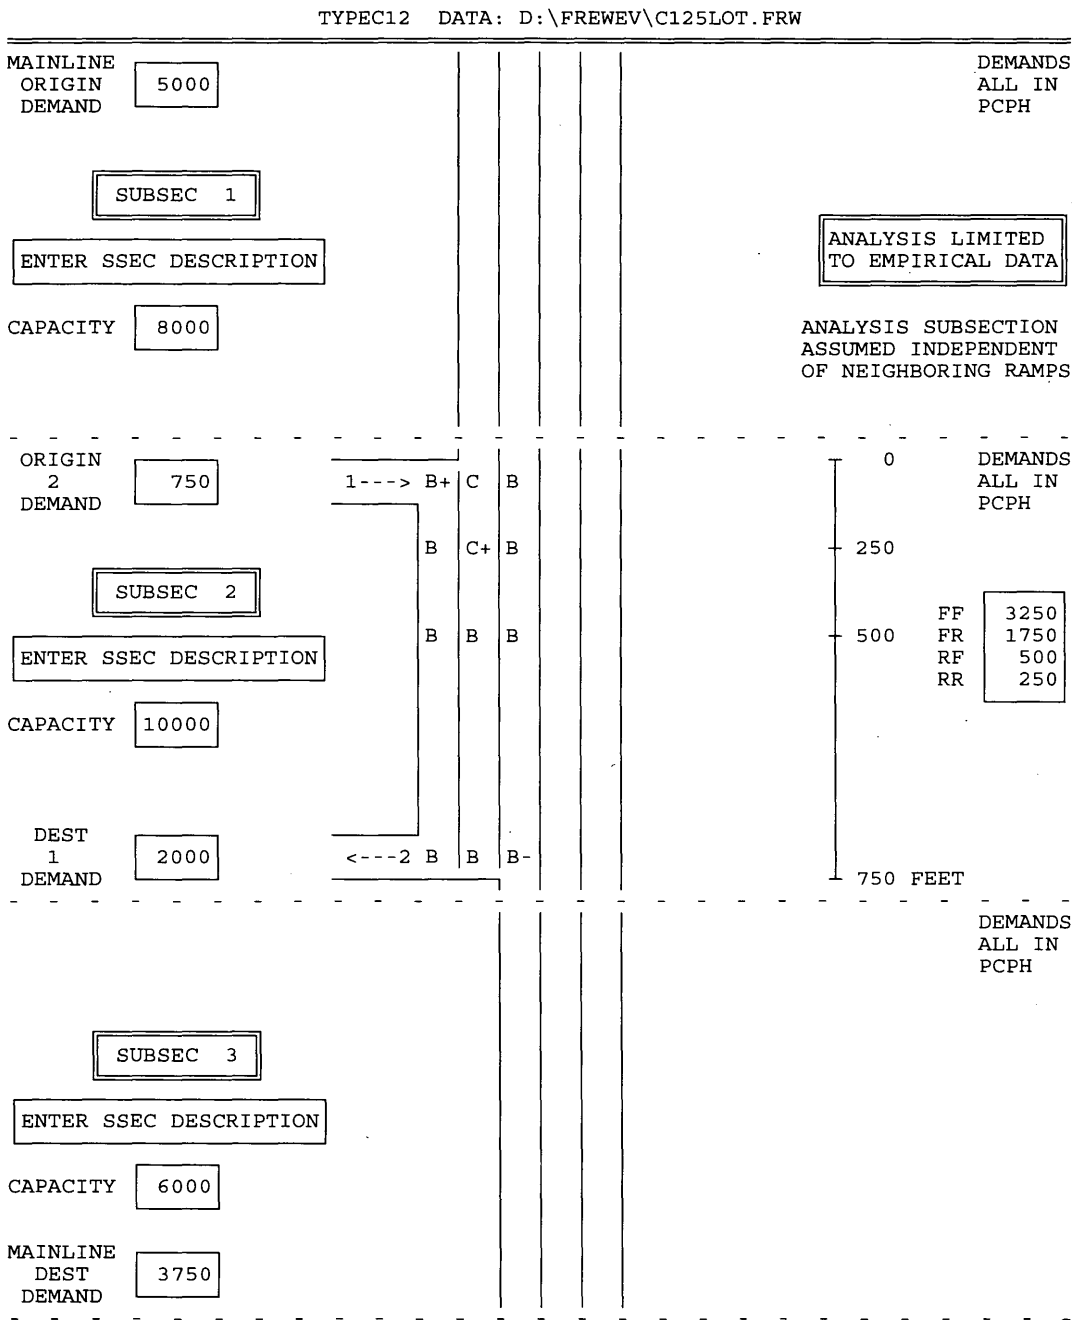 TYPEC12 DATA: D:\FREWEV\C125LOT.FRW
MAINLINE
ORIGIN
DEMAND
5000
DEMANDS
ALL IN
PCPH
SUBSEC 1
ENTER SSEC DESCRIPTION
ANALYSIS LIMITED
TO EMPIRICAL DATA
CAPACITY 8000
ANALYSIS SUBSECTION
ASSUMED INDEPENDENT
OF NEIGHBORING RAMPS
ORIGIN
2
DEMAND
750
1---> B+ C B
0
DEMANDS
ALL IN
PCPH
B C+ B
250
SUBSEC 2
FF 3250
FR 1750
RF 500
RR 250
B B B
500
ENTER SSEC DESCRIPTION
CAPACITY 10000
DEST
1
DEMAND
2000
<---2 B B B-
750 FEET
DEMANDS
ALL IN
PCPH
SUBSEC 3
ENTER SSEC DESCRIPTION
CAPACITY 6000
MAINLINE
DEST
DEMAND
3750